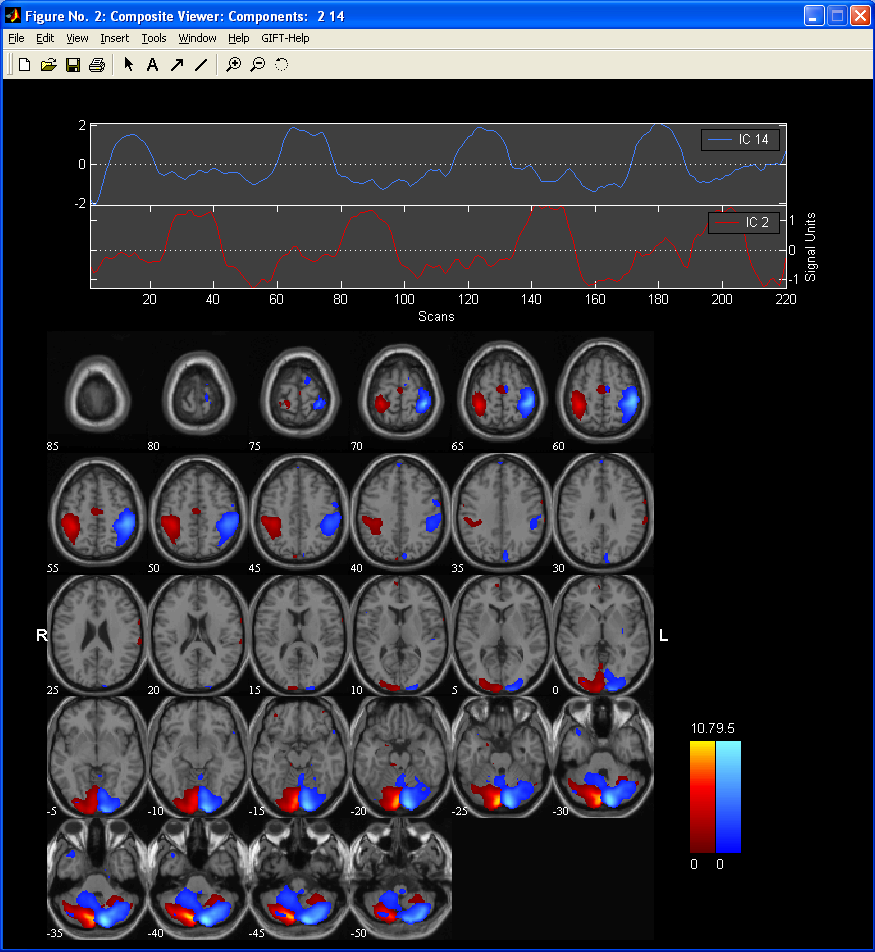 Figure No. 2: Composite Viewer: Components: 2 14
File Edit View Insert Tools Window Help GIFT-Help
A
2
0
-2
IC 14
IC 2
1
0
-1
Signal Units
20 40 60 80 100 120 140 160 180 200 220
Scans
85 80 75 70 65 60
55 50 45 40 35 30
R
L
25 20 15 10 5 0
-5 -10 -15 -20 -25 -30
-35 -40 -45 -50
10.79.5
0 0